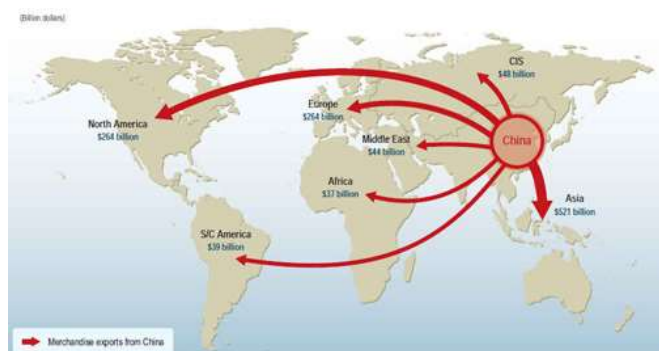 (Billion dollars)
CIS
$48 billion
Europe
$264 billion
North America
$264 billion
China
Middle East
$44 billion
Africa
$37 billion
Asia
$521 billion
S/C America
$39 billion
Merchandise exports from China